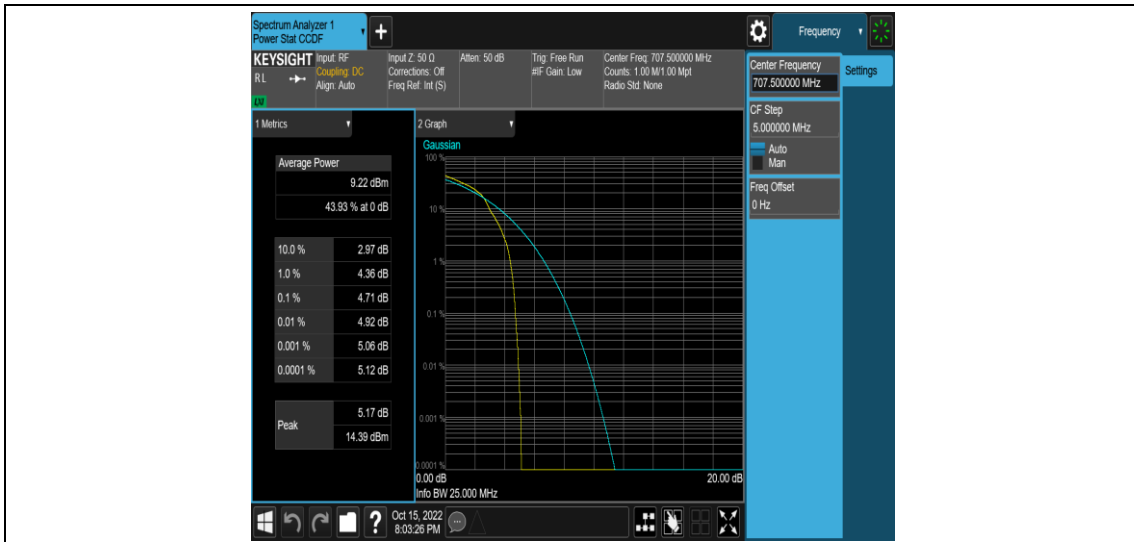 Spectrum Analyzer 1
Power Stat CCDF
+
Frequency
KEYSIGHT
RL
LXI
Input: RF
Coupling: DC
Align: Auto
Input Z: 50 Ω
Corrections: Off
Freq Ref: Int (S)
Atten: 50 dB
Trig: Free Run
#IF Gain: Low
Center Freq: 707.500000 MHz
Counts: 1.00 M/1.00 Mpt
Radio Std: None
Center Frequency
707.500000 MHz
Settings
CF Step
5.000000 MHz
Auto
Man
Freq Offset
0 Hz
1 Metrics
Average Power
9.22 dBm
43.93 % at 0 dB
10.0 % 2.97 dB
1.0 % 4.36 dB
0.1 % 4.71 dB
0.01 % 4.92 dB
0.001 % 5.06 dB
0.0001 % 5.12 dB
Peak
5.17 dB
14.39 dBm
2 Graph
Gaussian
100 %
10 %
1 %
0.1 %
0.01 %
0.001 %
0.0001 %
0.00 dB 20.00 dB
Info BW 25.000 MHz
?
Oct 15, 2022
8:03:26 PM